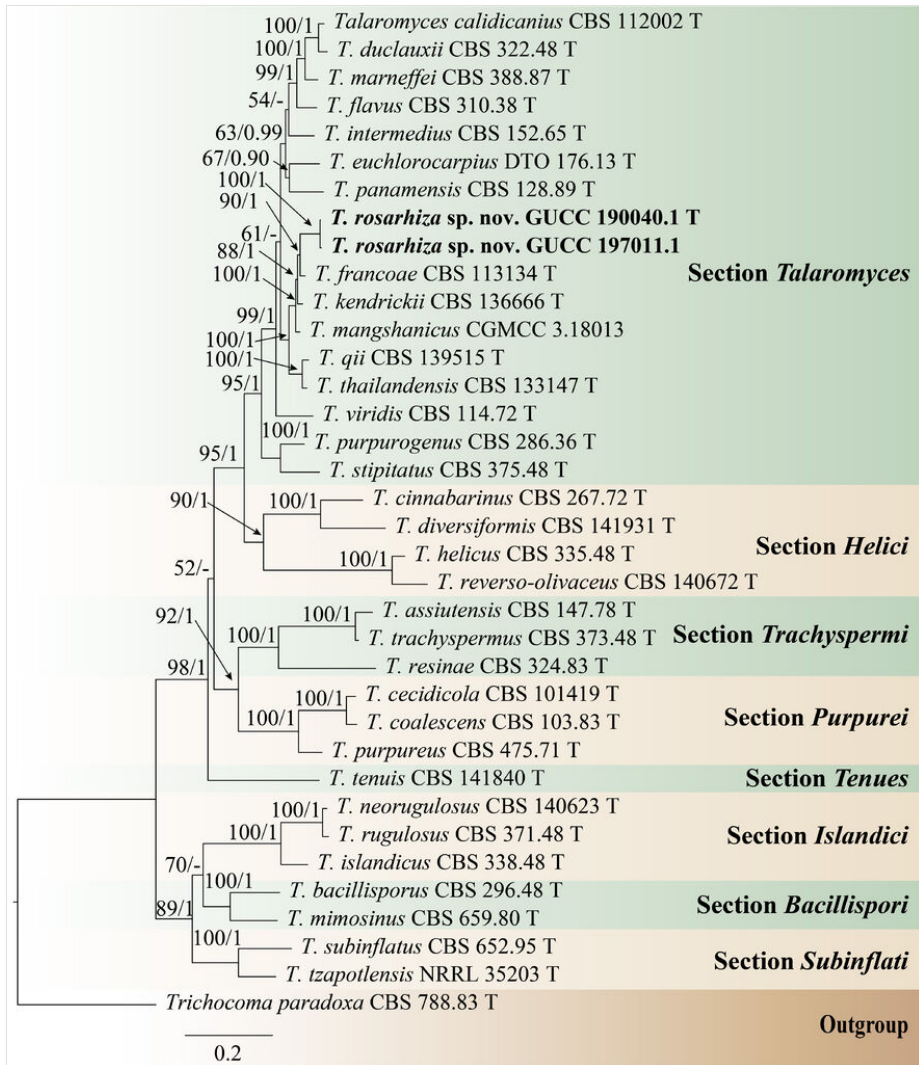 100/1
Talaromyces calidicanius CBS 112002 T
100/1
T. duclauxii CBS 322.48 T
99/1
T. marneffei CBS 388.87 T
54/-
T. flavus CBS 310.38 T
63/0.99
T. intermedius CBS 152.65 T
67/0.90
T. euchlorocarpius DTO 176.13 T
100/1
T. panamensis CBS 128.89 T
90/1
T. rosarhiza sp. nov. GUCC 190040.1 T
61/-
T. rosarhiza sp. nov. GUCC 197011.1
88/1
T. francoae CBS 113134 T
Section Talaromyces
100/1
T. kendrickii CBS 136666 T
99/1
T. mangshanicus CGMCC 3.18013
100/1
T. qii CBS 139515 T
100/1
T. thailandensis CBS 133147 T
95/1
T. viridis CBS 114.72 T
100/1
T. purpurogenus CBS 286.36 T
95/1
T. stipitatus CBS 375.48 T
90/1
100/1
T. cinnabarinus CBS 267.72 T
T. diversiformis CBS 141931 T
Section Helici
100/1
T. helicus CBS 335.48 T
52/-
T. reverso-olivaceus CBS 140672 T
92/1
100/1
T. assiutensis CBS 147.78 T
100/1
T. trachyspermus CBS 373.48 T
Section Trachyspermi
98/1
T. resinae CBS 324.83 T
100/1
T. cecidicola CBS 101419 T
100/1
T. coalescens CBS 103.83 T
Section Purpurei
T. purpureus CBS 475.71 T
T. tenuis CBS 141840 T
Section Tenues
100/1
T. neorugulosus CBS 140623 T
100/1
T. rugulosus CBS 371.48 T
Section Islandici
70/-
T. islandicus CBS 338.48 T
100/1
T. bacillisporus CBS 296.48 T
Section Bacillispori
89/1
T. mimosinus CBS 659.80 T
100/1
T. subinflatus CBS 652.95 T
Section Subinflati
T. tzapotlensis NRRL 35203 T
Trichocoma paradoxa CBS 788.83 T
Outgroup
0.2